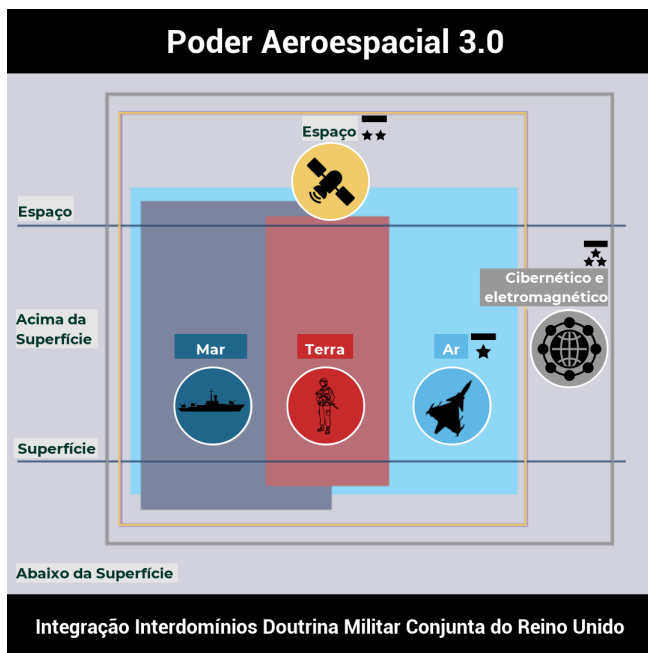 Poder Aeroespacial 3.0
Espaço
Espaço
Cibernético e
eletromagnético
Acima da
Superfície
Mar
Terra
Ar
Superfície
Abaixo da Superfície
Integração Interdomínios Doutrina Militar Conjunta do Reino Unido